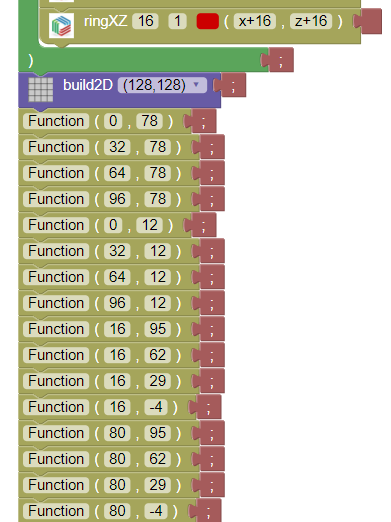 ringXZ 16 1 ( x+16 , z+16 )
) ;
build2D (128,128) ▾ ;
Function ( 0 , 78 ) ;
Function ( 32 , 78 ) ;
Function ( 64 , 78 ) ;
Function ( 96 , 78 ) ;
Function ( 0 , 12 ) ;
Function ( 32 , 12 ) ;
Function ( 64 , 12 ) ;
Function ( 96 , 12 ) ;
Function ( 16 , 95 ) ;
Function ( 16 , 62 ) ;
Function ( 16 , 29 ) ;
Function ( 16 , -4 ) ;
Function ( 80 , 95 ) ;
Function ( 80 , 62 ) ;
Function ( 80 , 29 ) ;
Function ( 80 , -4 ) ;